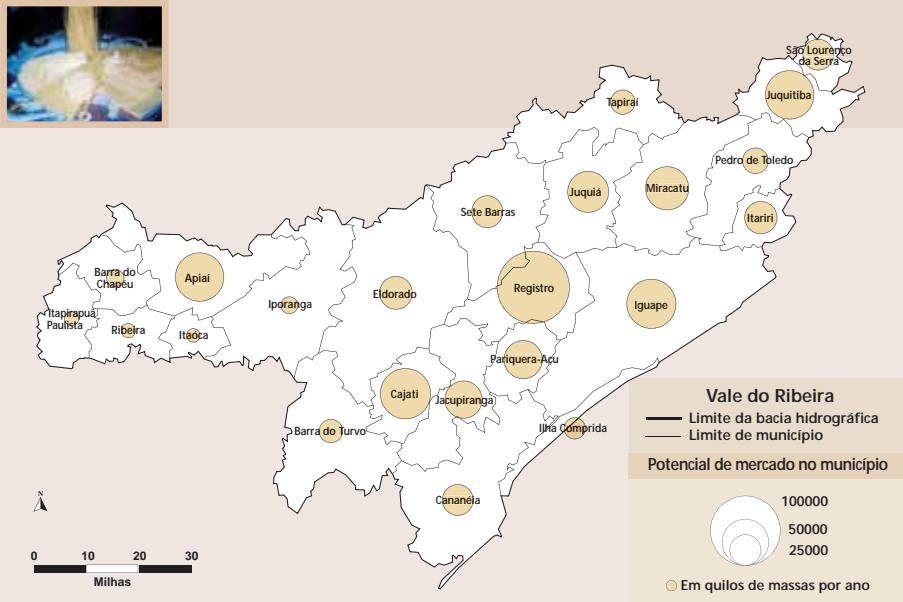 São Lourenço
da Serra
Juquitiba
Tapiraí
Pedro de Toledo
Juquiá
Miracatu
Sete Barras
Itariri
Barra do
Chapéu
Apiaí
Registro
Eldorado
Iporanga
Iguape
Itapirapuã
Paulista
Ribeira
Itaóca
Pariquera-Açu
Cajati
Jacupiranga
Barra do Turvo
Ilha Comprida
Cananéia
Vale do Ribeira
Limite da bacia hidrográfica
Limite de município
Potencial de mercado no município
100000
50000
25000
Em quilos de massas por ano
N
0 10 20 30
Milhas